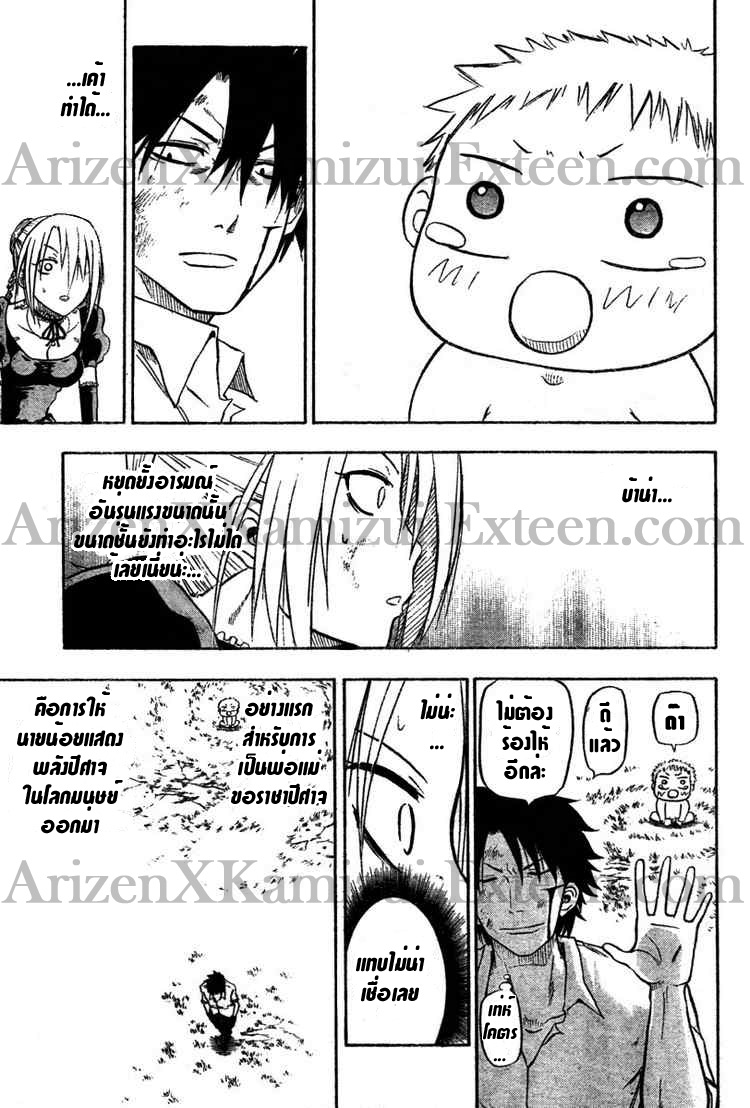 ...เค้า
ทำได้...
ArizenXKamizui.Exteen.com
บ้าน่า...
หยุดยั้งอารมณ์
อันรุนแรงขนาดนั้น
ขนาดชั้นยังทำอะไรไม่ได้
เล้ยีเนี่ยนะ...
ArizenXKamizui.Exteen.com
ด๊า
ดี
แล้ว
ไม่ต้อง
ร้องไห้
อีกล่ะ
เท่ห์
โคตร
...
ไม่น่ะ
...
แทบไม่น่า
เชื่อเลย
อย่างแรก
สำหรับการ
เป็นพ่อแม่
ของราชาปีศาจ
คือการให้
นายน้อยแสดง
พลังปีศาจ
ในโลกมนุษย์
ออกมา
ArizenXKamizui.Exteen.com